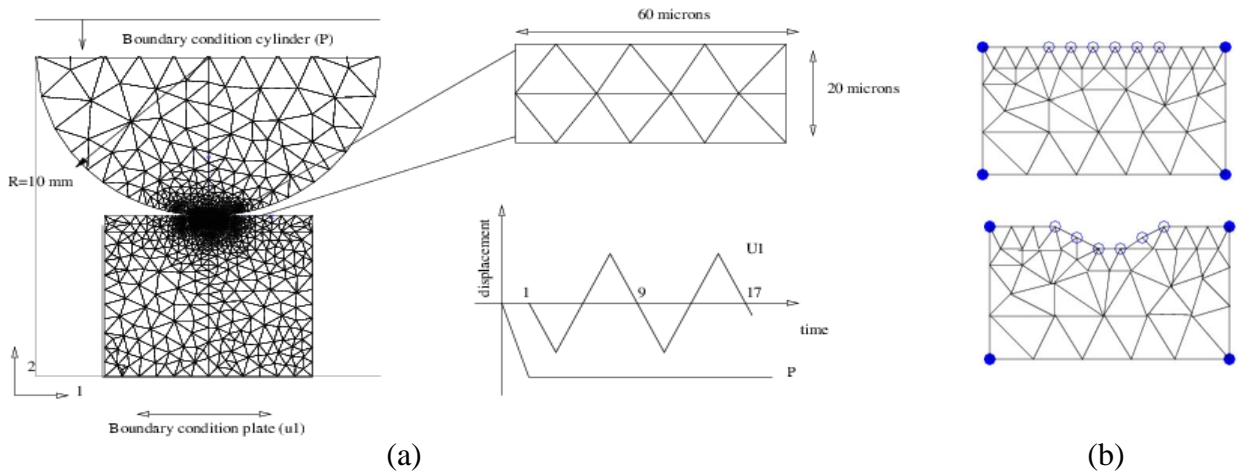 Boundary condition cylinder (P)
R=10 mm
2
1
Boundary condition plate (u1)
60 microns
20 microns
displacement
U1
1
9
17
time
P
(a)
(b)